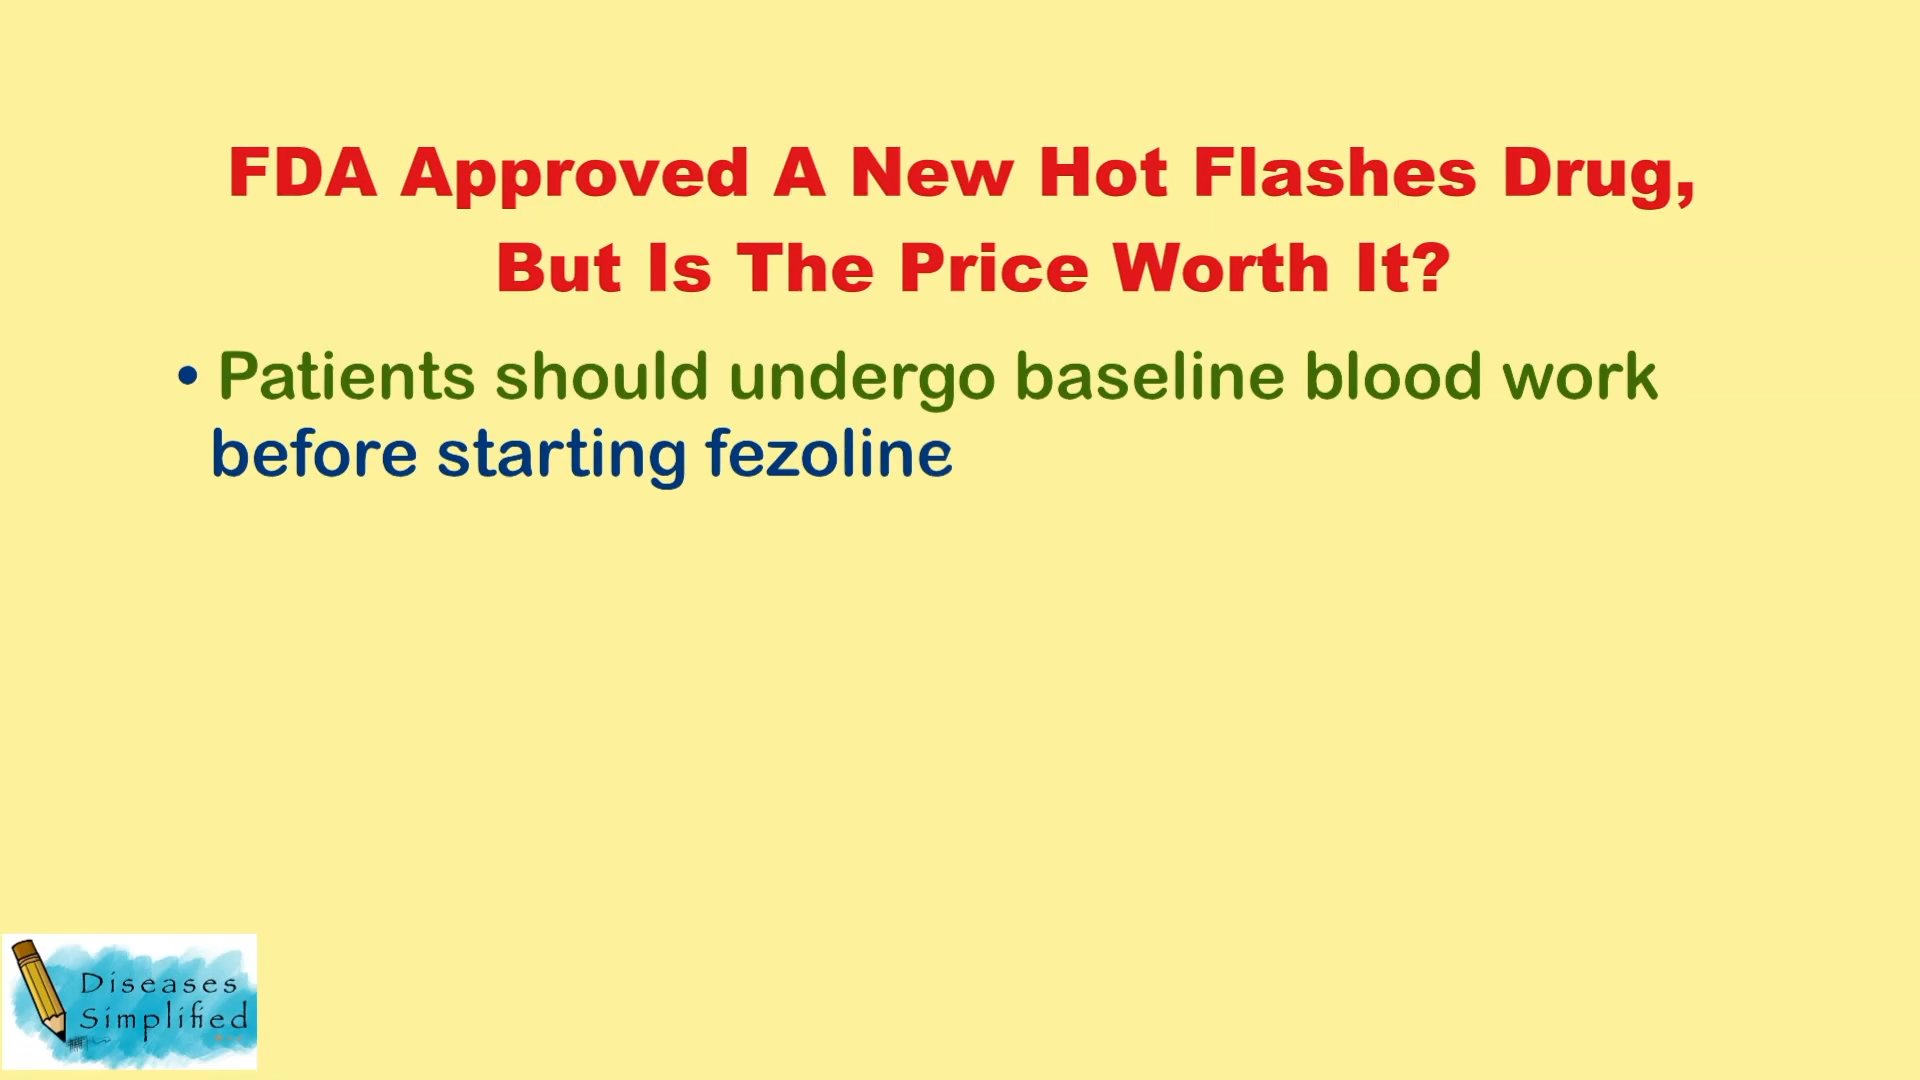 FDA Approved A New Hot Flashes Drug,
But Is The Price Worth It?
• Patients should undergo baseline blood work
before starting fezoline
Diseases
Simplified